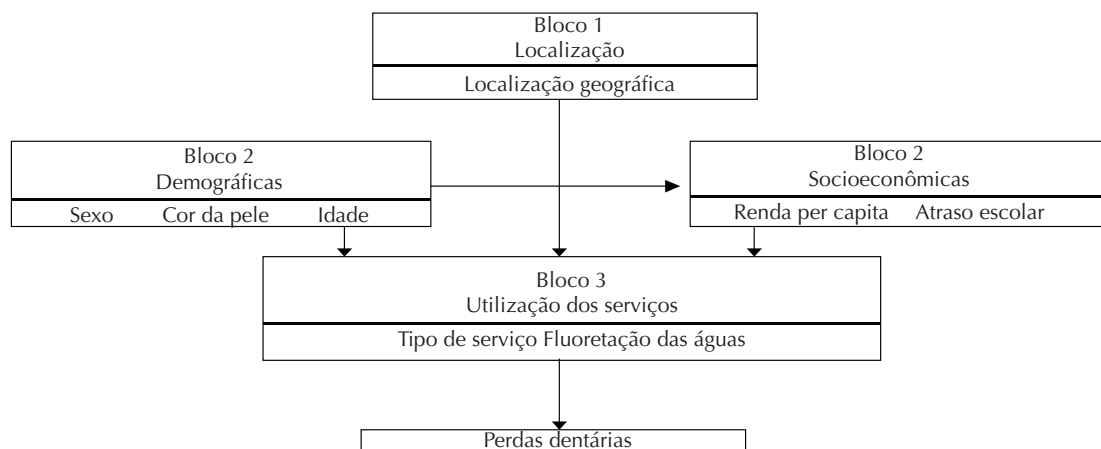 Bloco 1
Localização
Localização geográfica
Bloco 2
Demográficas
Sexo Cor da pele Idade
Bloco 2
Socioeconômicas
Renda per capita Atraso escolar
Bloco 3
Utilização dos serviços
Tipo de serviço Fluoretação das águas
Perdas dentárias